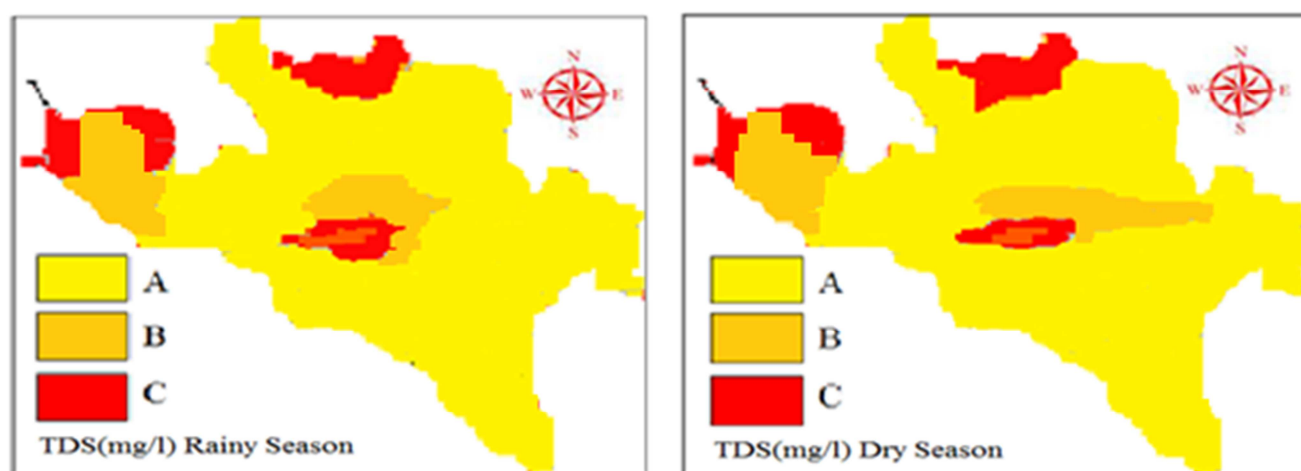 N
W E
S
A
B
C
TDS(mg/l) Rainy Season
N
W E
S
A
B
C
TDS(mg/l) Dry Season